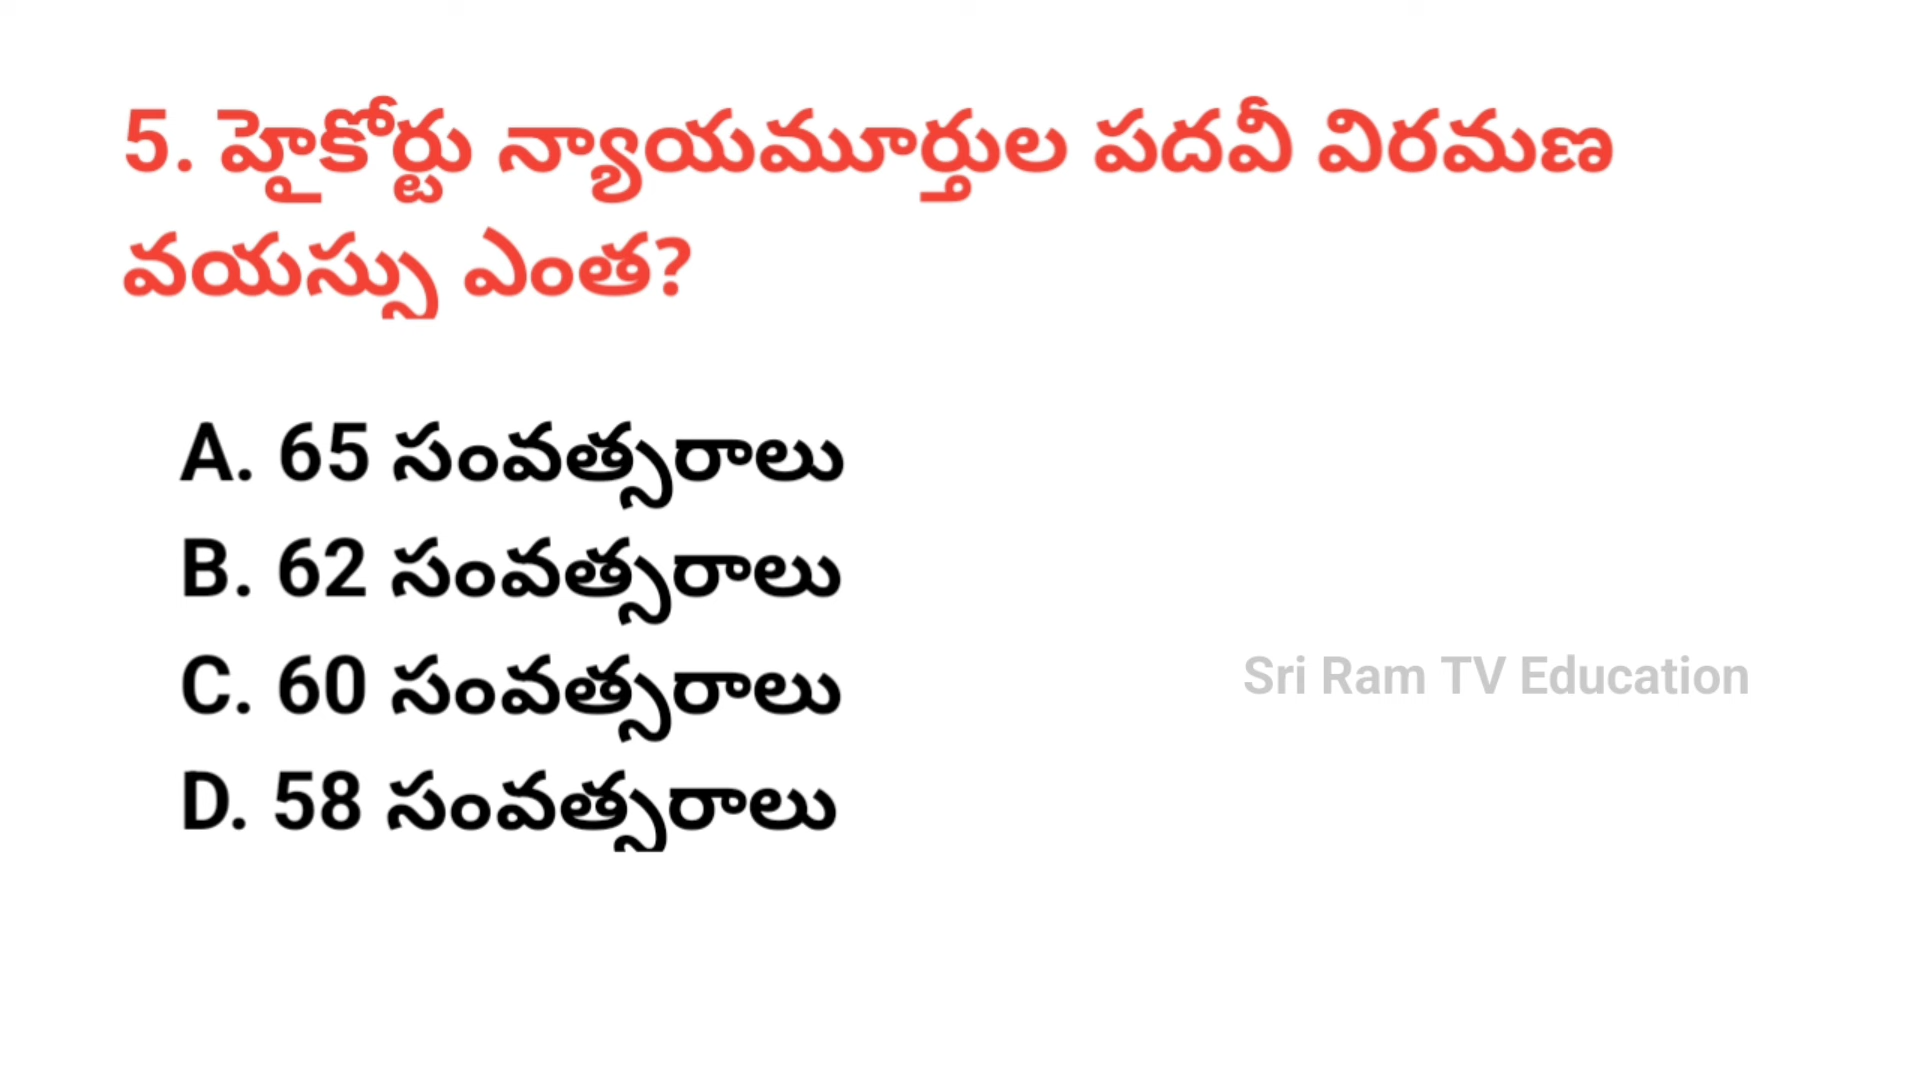 5. హైకోర్టు న్యాయమూర్తుల పదవీ విరమణ
వయస్సు ఎంత?
A. 65 సంవత్సరాలు
B. 62 సంవత్సరాలు
C. 60 సంవత్సరాలు
Sri Ram TV Education
D. 58 సంవత్సరాలు